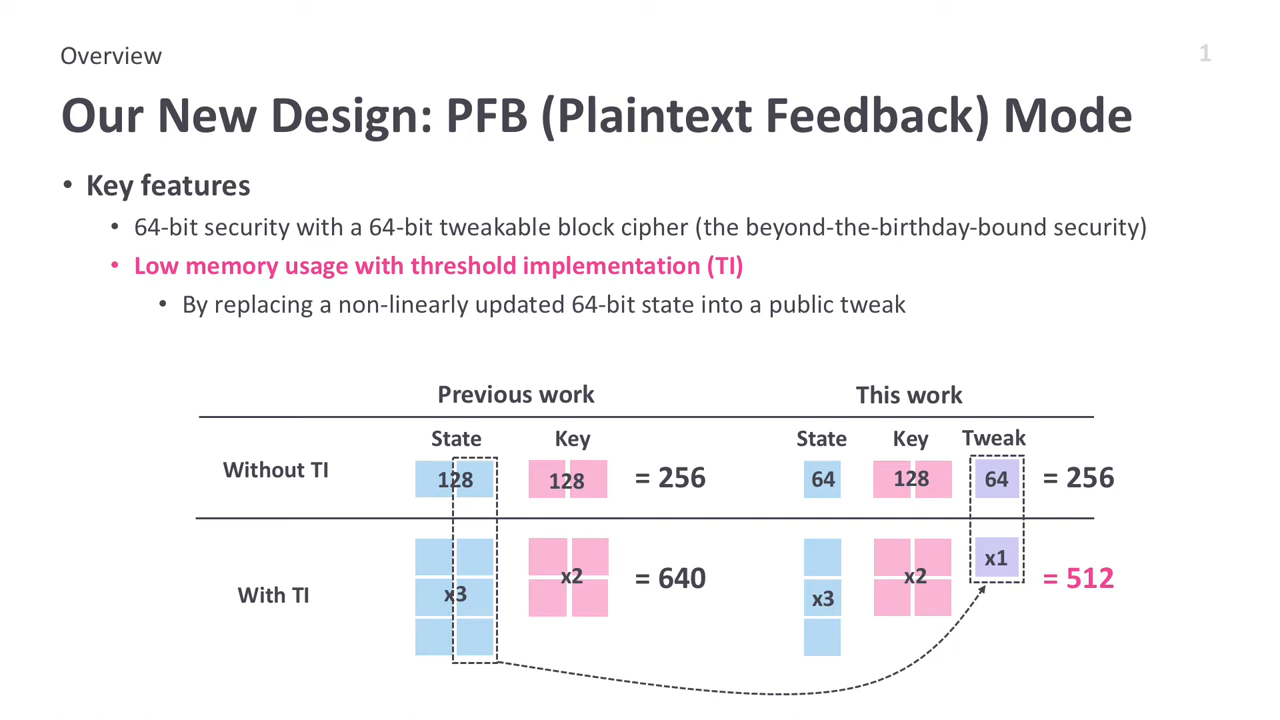 Overview
1
Our New Design: PFB (Plaintext Feedback) Mode
• Key features
• 64-bit security with a 64-bit tweakable block cipher (the beyond-the-birthday-bound security)
• Low memory usage with threshold implementation (TI)
• By replacing a non-linearly updated 64-bit state into a public tweak
Previous work This work
State Key State Key Tweak
Without TI 128 128 = 256 64 128 64 = 256
With TI x3 x2 = 640 x3 x2 x1 = 512